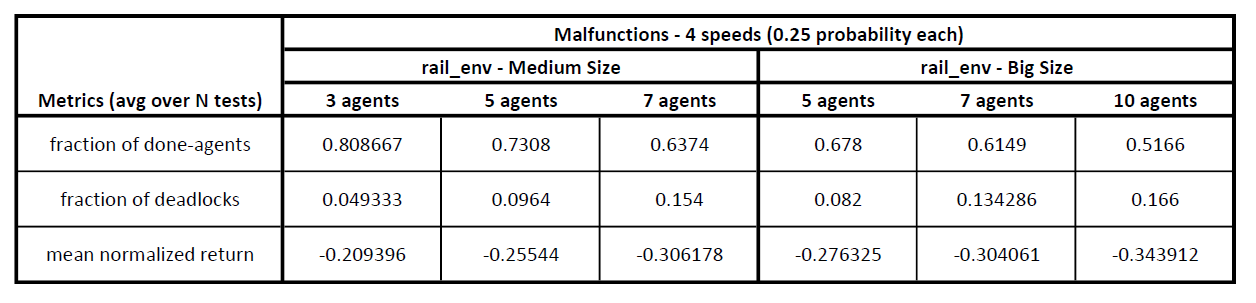 Malfunctions - 4 speeds (0.25 probability each)
rail_env - Medium Size rail_env - Big Size
Metrics (avg over N tests) 3 agents 5 agents 7 agents 5 agents 7 agents 10 agents
fraction of done-agents 0.808667 0.7308 0.6374 0.678 0.6149 0.5166
fraction of deadlocks 0.049333 0.0964 0.154 0.082 0.134286 0.166
mean normalized return -0.209396 -0.25544 -0.306178 -0.276325 -0.304061 -0.343912